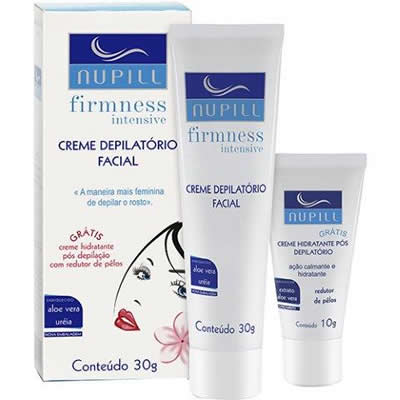 NUPILL
firmness
intensive
CREME DEPILATÓRIO
FACIAL
« A maneira mais feminina
de depilar o rosto».
GRÁTIS
creme hidratante
pós depilação
com redutor de pêlos
aloe vera
uréia
NOVA EMBALAGEM
Conteúdo 30g
NUPILL
firmness
intensive
CREME DEPILATÓRIO
FACIAL
aloe vera
uréia
Conteúdo 30g
NUPILL
GRÁTIS
CREME HIDRATANTE PÓS
DEPILATÓRIO
ação calmante e
hidratante
extrato
aloe vera
redutor
de pêlos
Conteúdo 10g